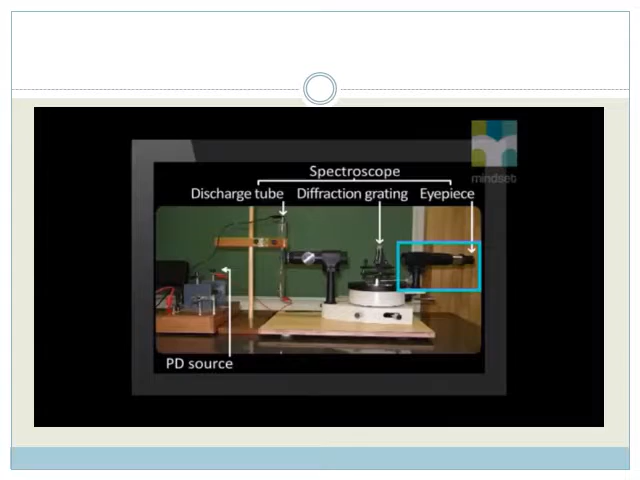 mindset
Spectroscope
Discharge tube Diffraction grating Eyepiece
PD source